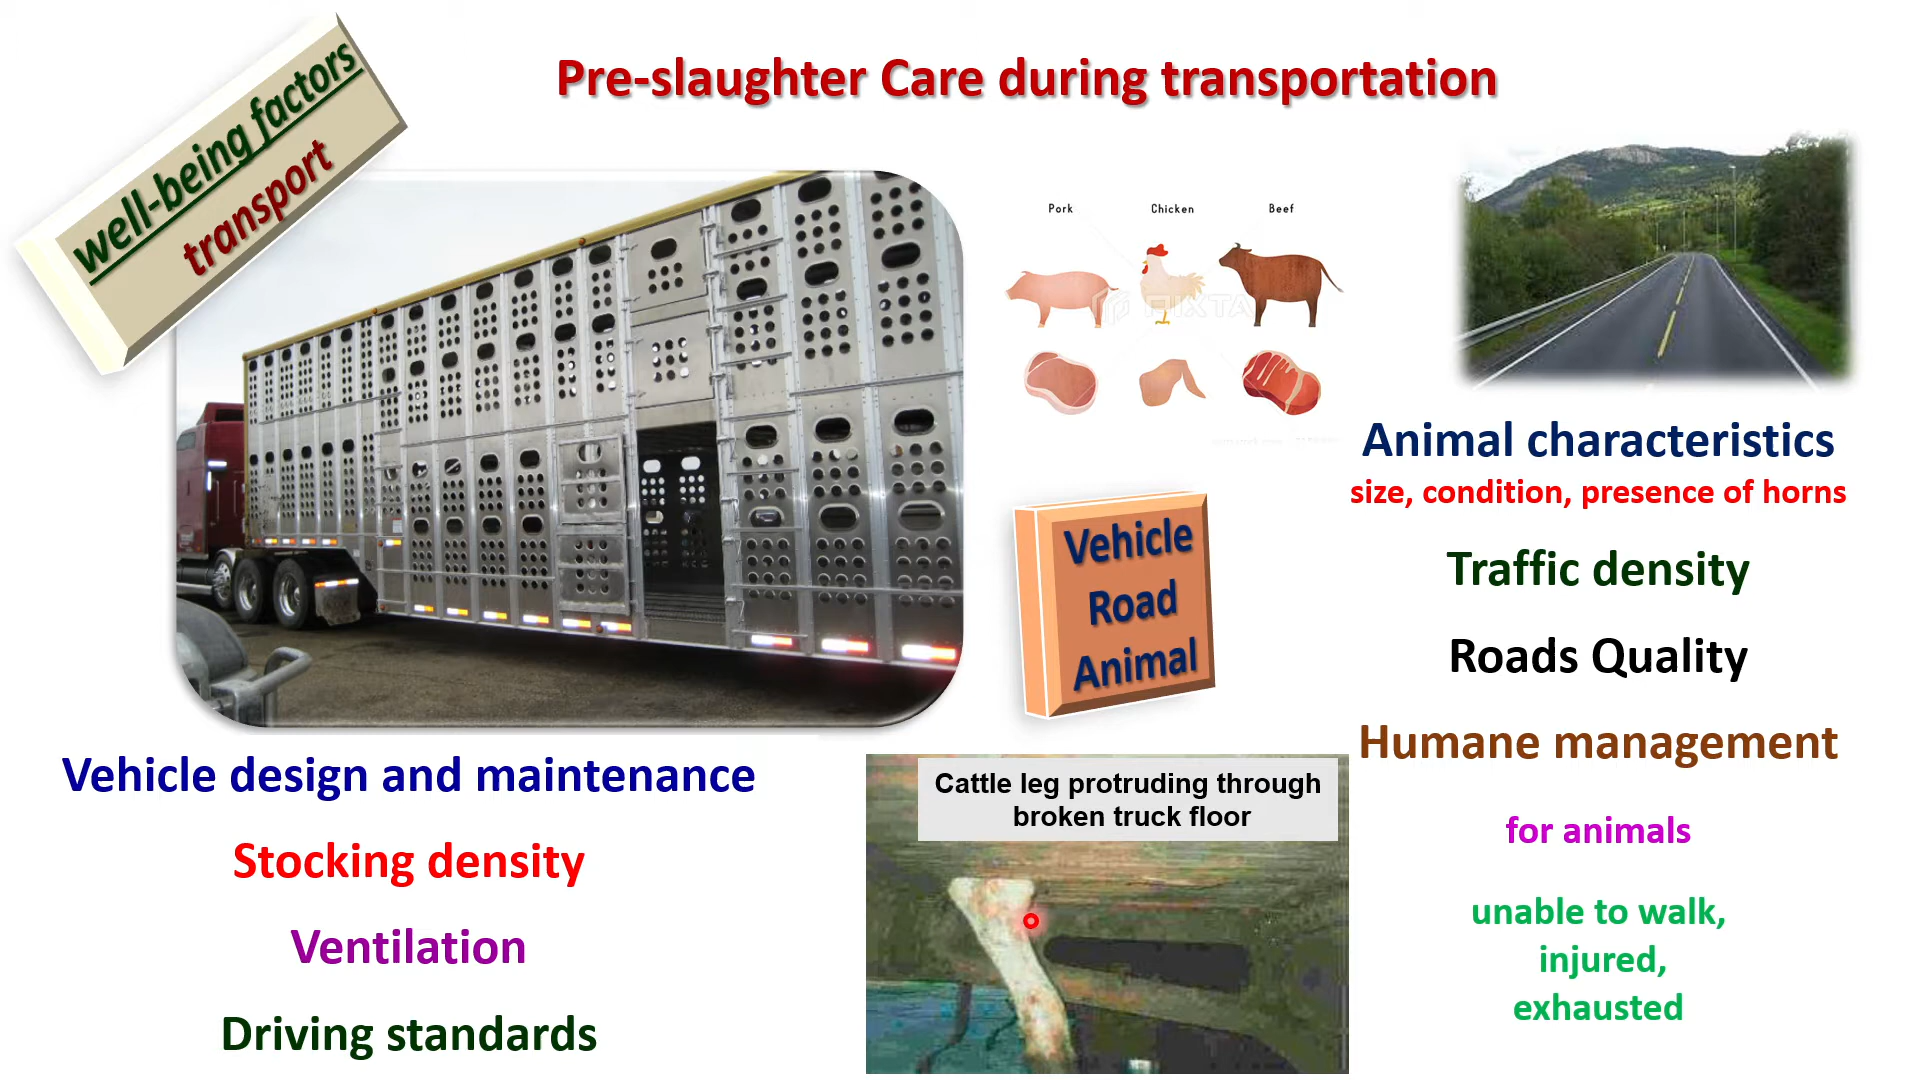 well-being factors
transport
Pre-slaughter Care during transportation
Pork
Chicken
Beef
PIXTA
Vehicle
Road
Animal
Animal characteristics
size, condition, presence of horns
Traffic density
Roads Quality
Humane management
for animals
unable to walk,
injured,
exhausted
Vehicle design and maintenance
Stocking density
Ventilation
Driving standards
Cattle leg protruding through
broken truck floor